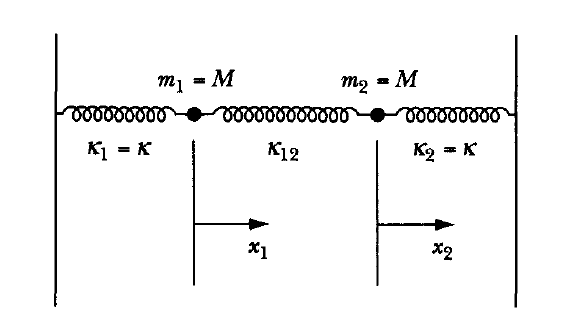 m₁ = M m₂ = M
κ₁ = κ κ₁₂ κ₂ = κ
x₁ x₂